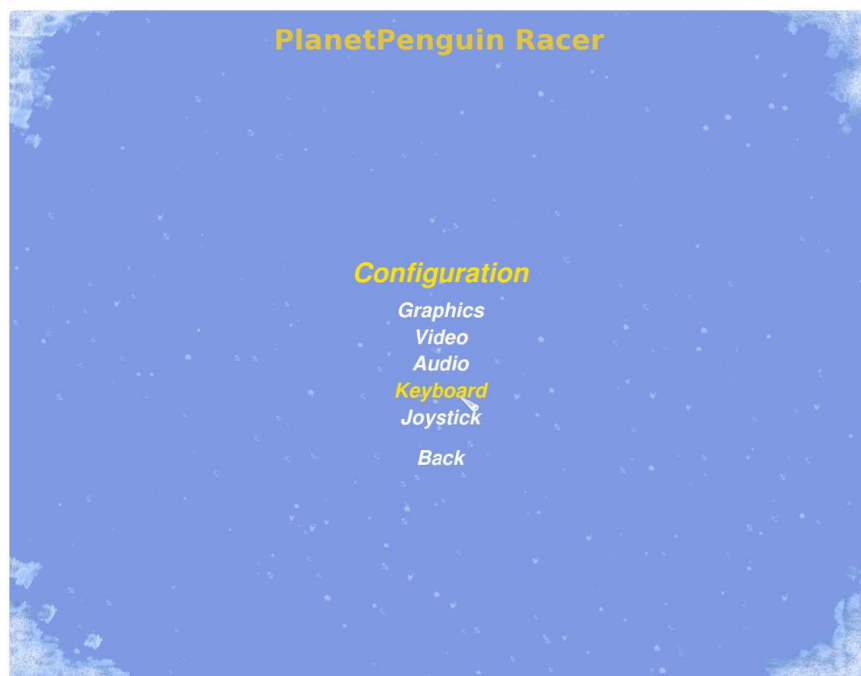 PlanetPenguin Racer
Configuration
Graphics
Video
Audio
Keyboard
Joystick
Back